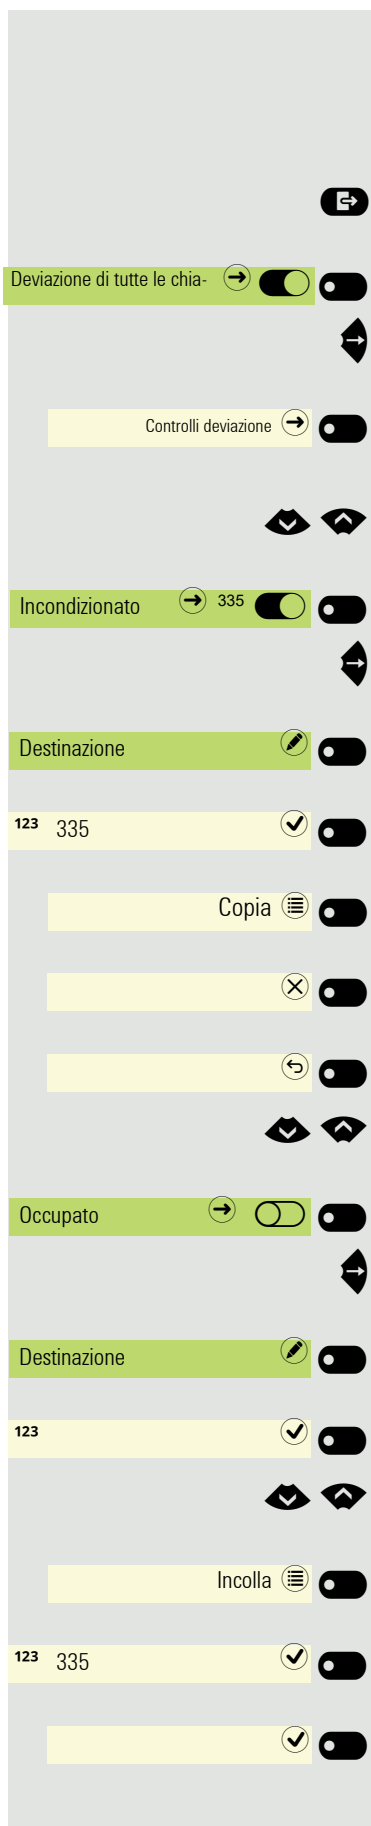 Deviazione di tutte le chia-
Controlli deviazione
Incondizionato 335
Destinazione
123 335
Copia
Occupato
Destinazione
123
Incolla
123 335